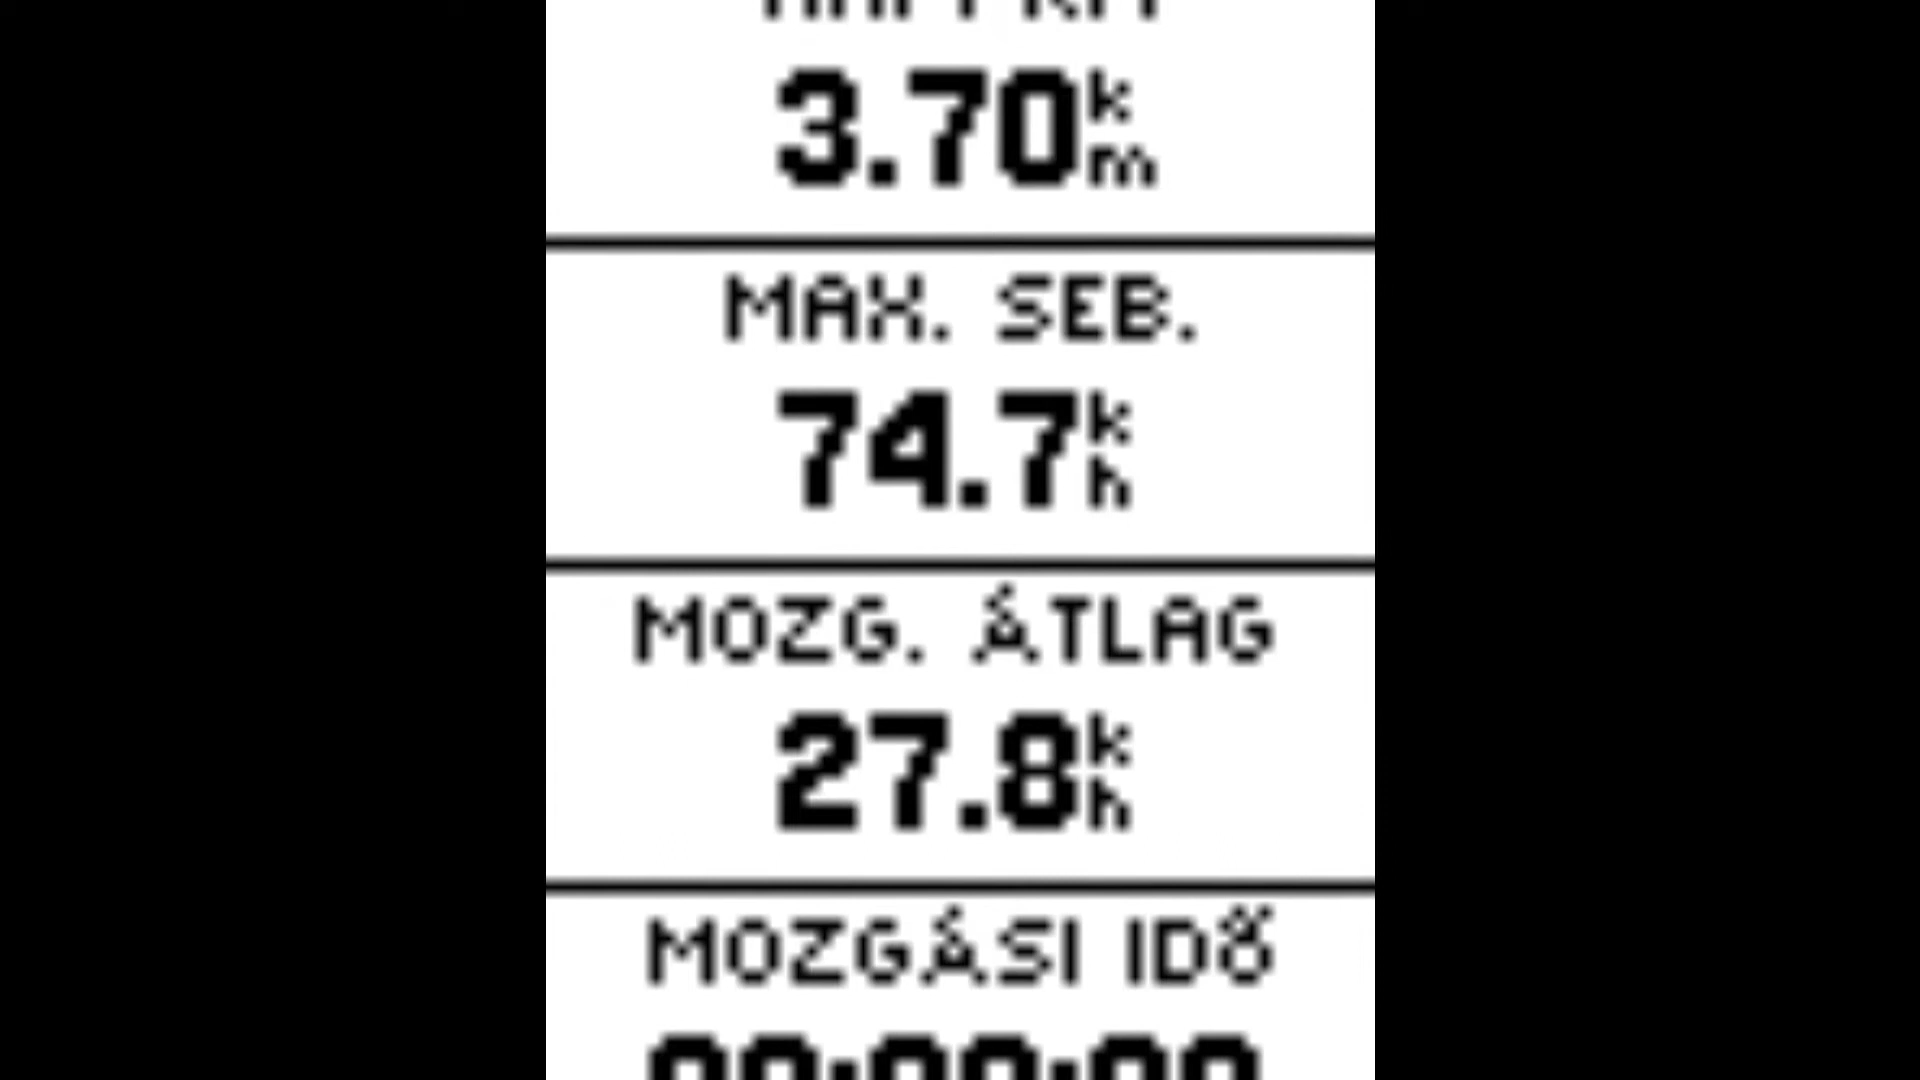 3.70km
MAX. SEB.
74.7kh
MOZG. ÁTLAG
27.8kh
MOZGÁSI IDŐ